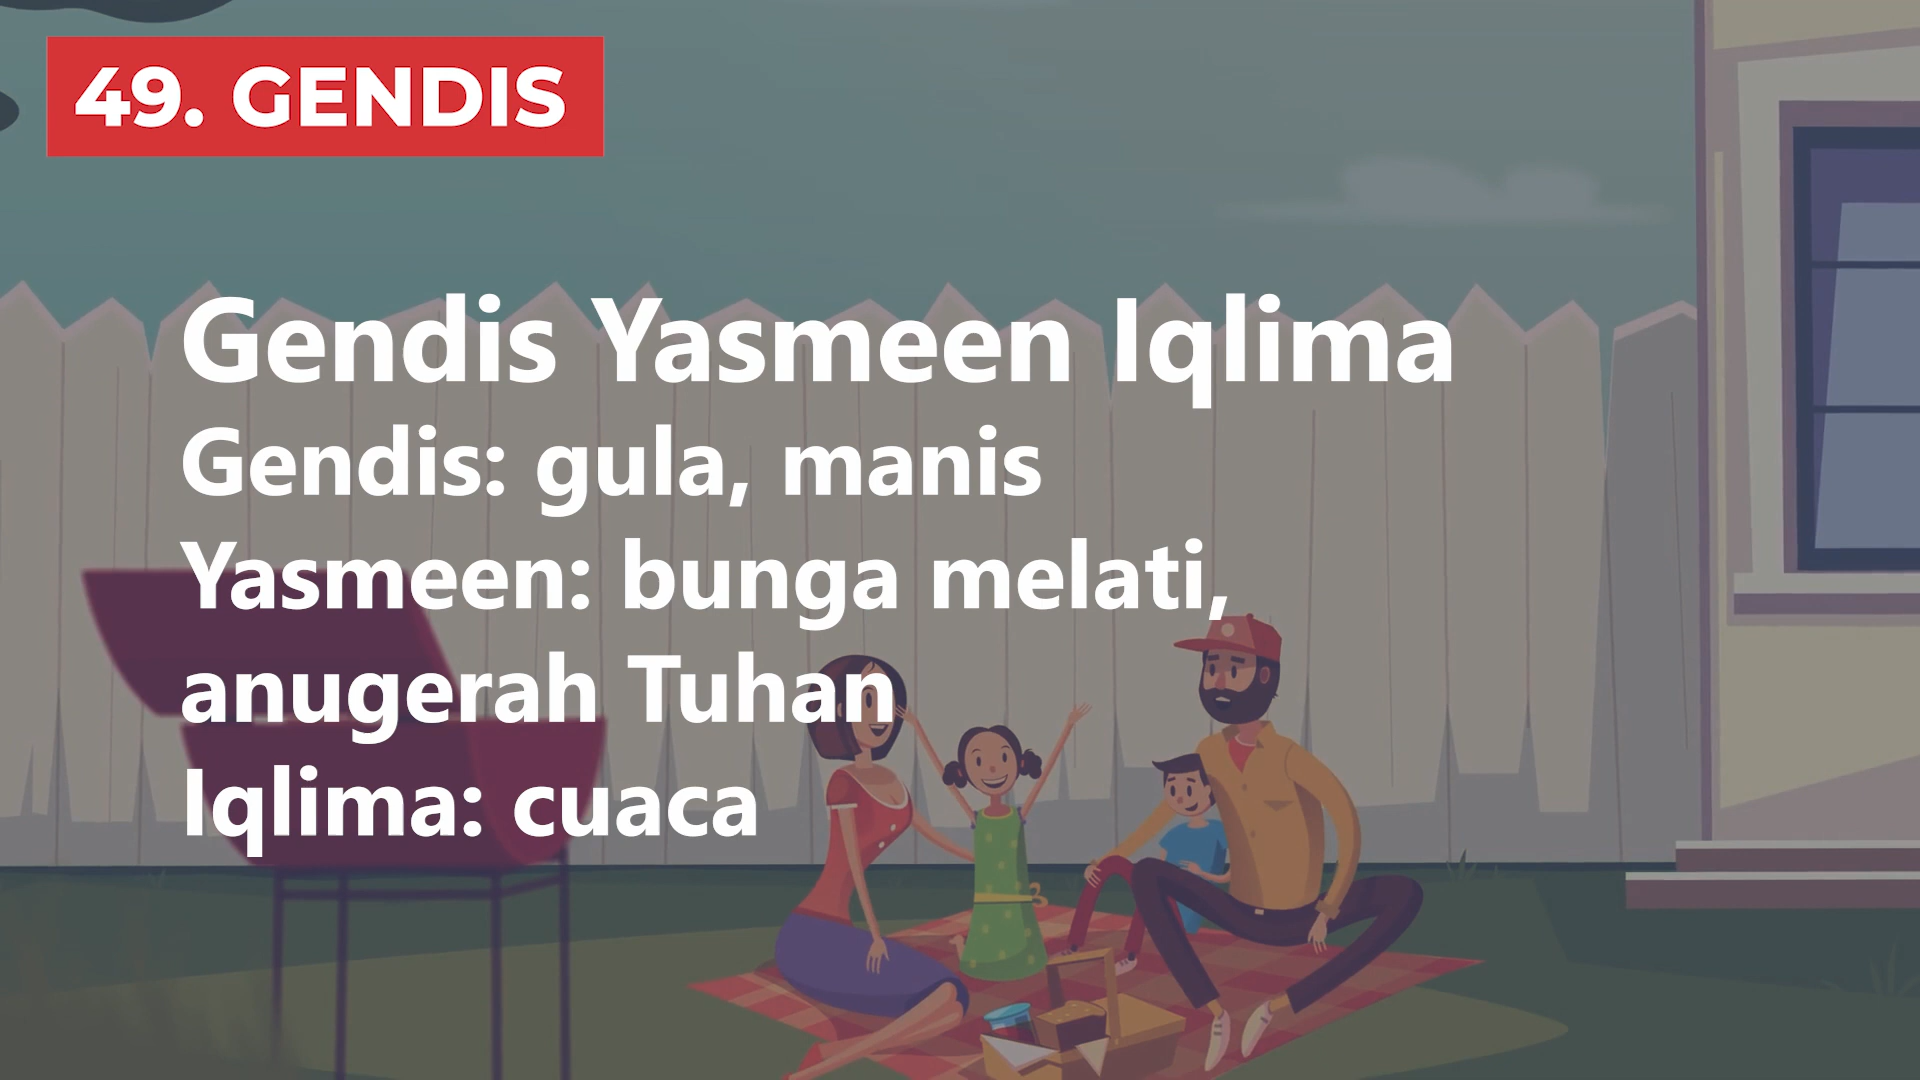 49. GENDIS
Gendis Yasmeen Iqlima
Gendis: gula, manis
Yasmeen: bunga melati,
anugerah Tuhan
Iqlima: cuaca